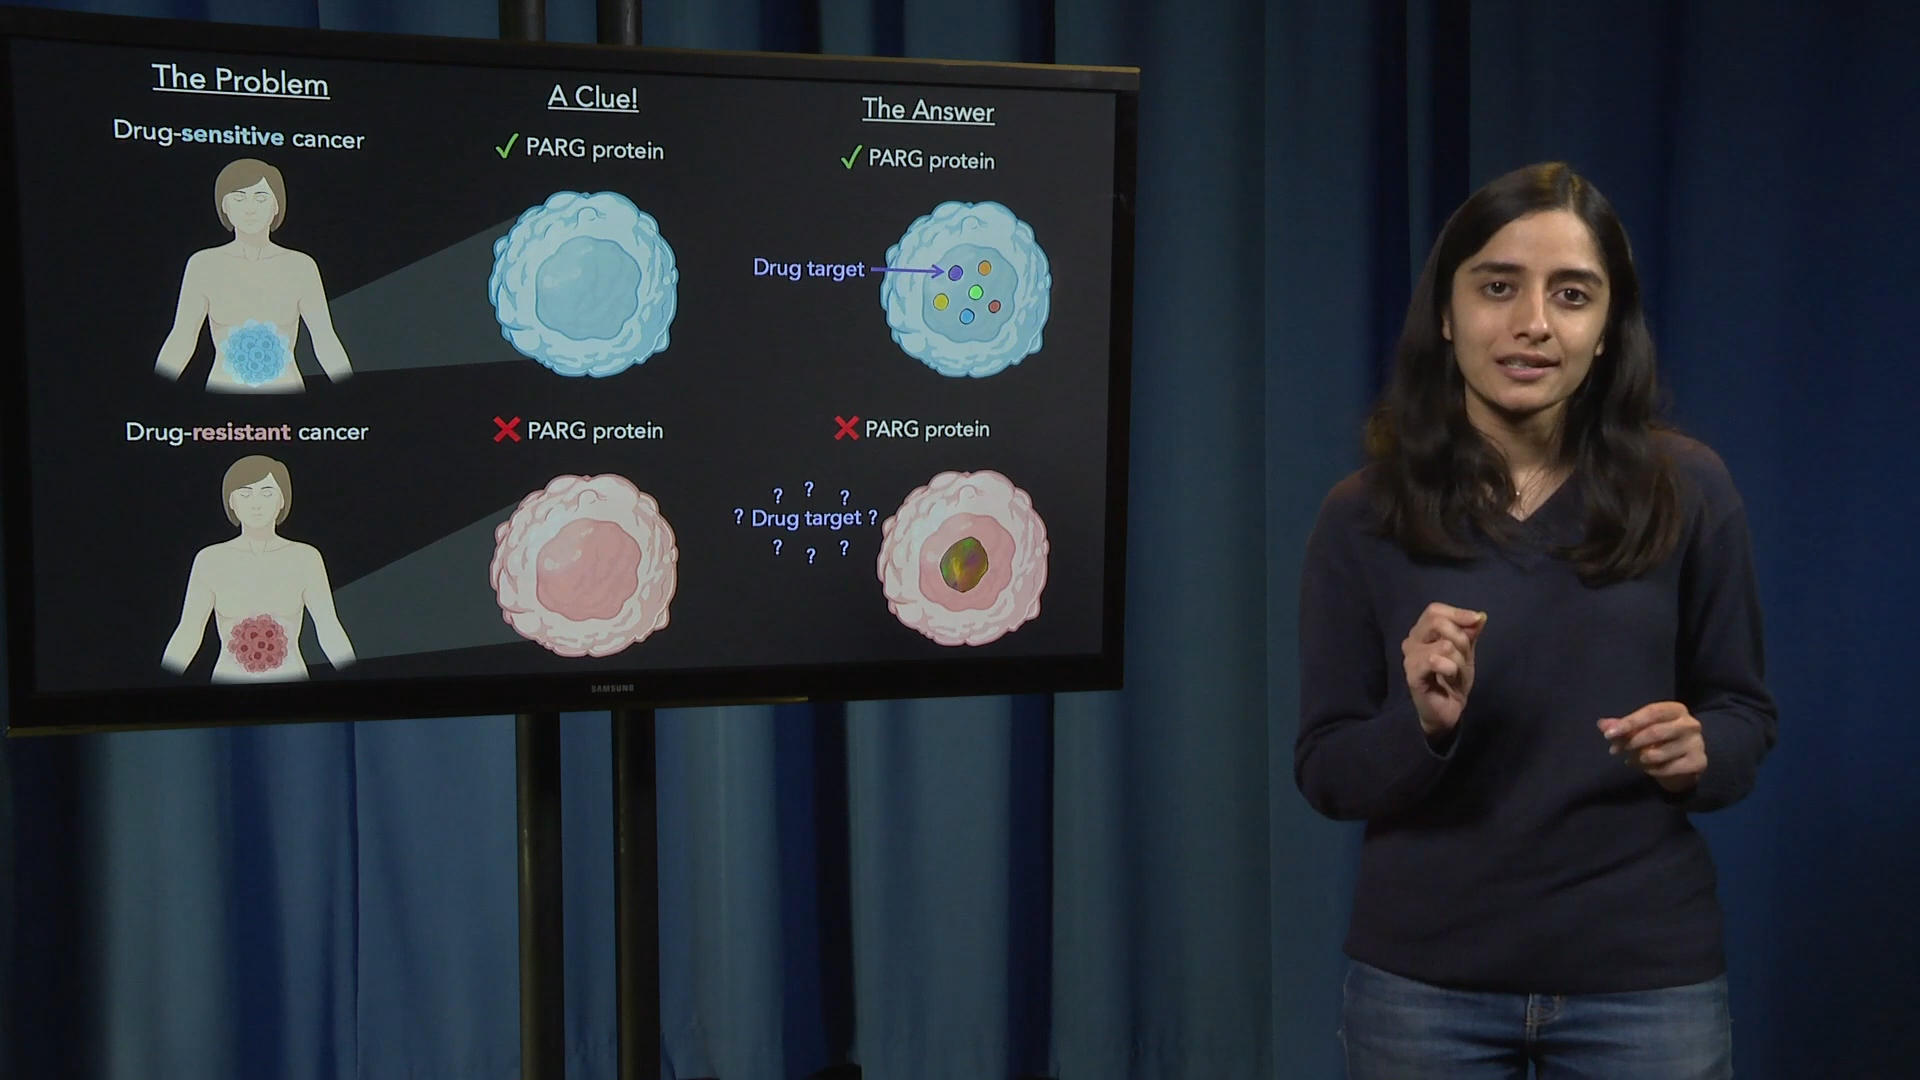 The Problem
Drug-sensitive cancer
Drug-resistant cancer
A Clue!
✓ PARG protein
✗ PARG protein
The Answer
✓ PARG protein
Drug target
✗ PARG protein
? ? ?
? Drug target ?
? ? ?
SAMSUNG